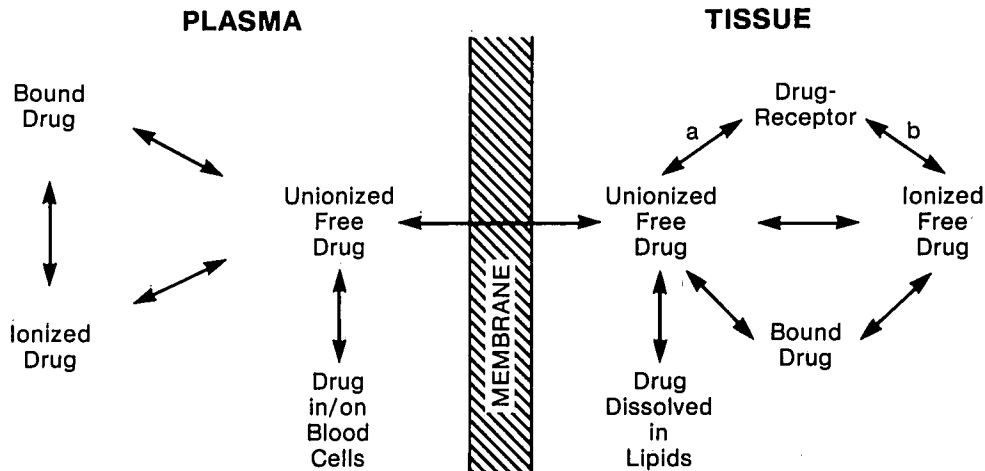 PLASMA
TISSUE
Bound
Drug
Ionized
Drug
Unionized
Free
Drug
Drug
in/on
Blood
Cells
MEMBRANE
Drug-
Receptor
a
b
Unionized
Free
Drug
Ionized
Free
Drug
Drug
Dissolved
in
Lipids
Bound
Drug